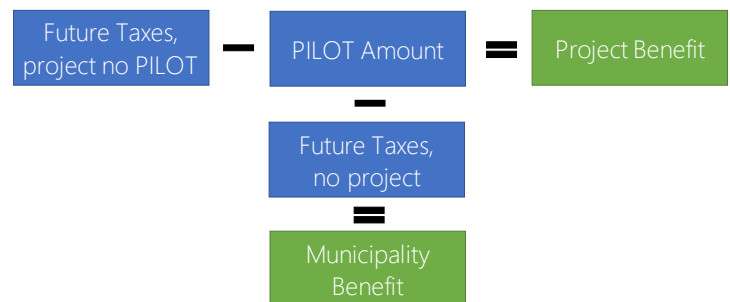 Future Taxes,
project no PILOT
PILOT Amount
Project Benefit
Future Taxes,
no project
Municipality
Benefit